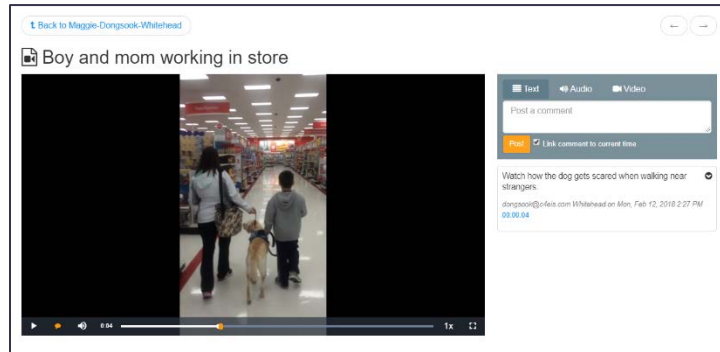 Back to Maggie-Dongsook-Whitehead
Boy and mom working in store
Text Audio Video
Post a comment
Post Link comment to current time
Watch how the dog gets scared when walking near
strangers
dongsook@c4eis.com Whitehead on Mon, Feb 12, 2018 2:27 PM
00:00:04
0:04 1x